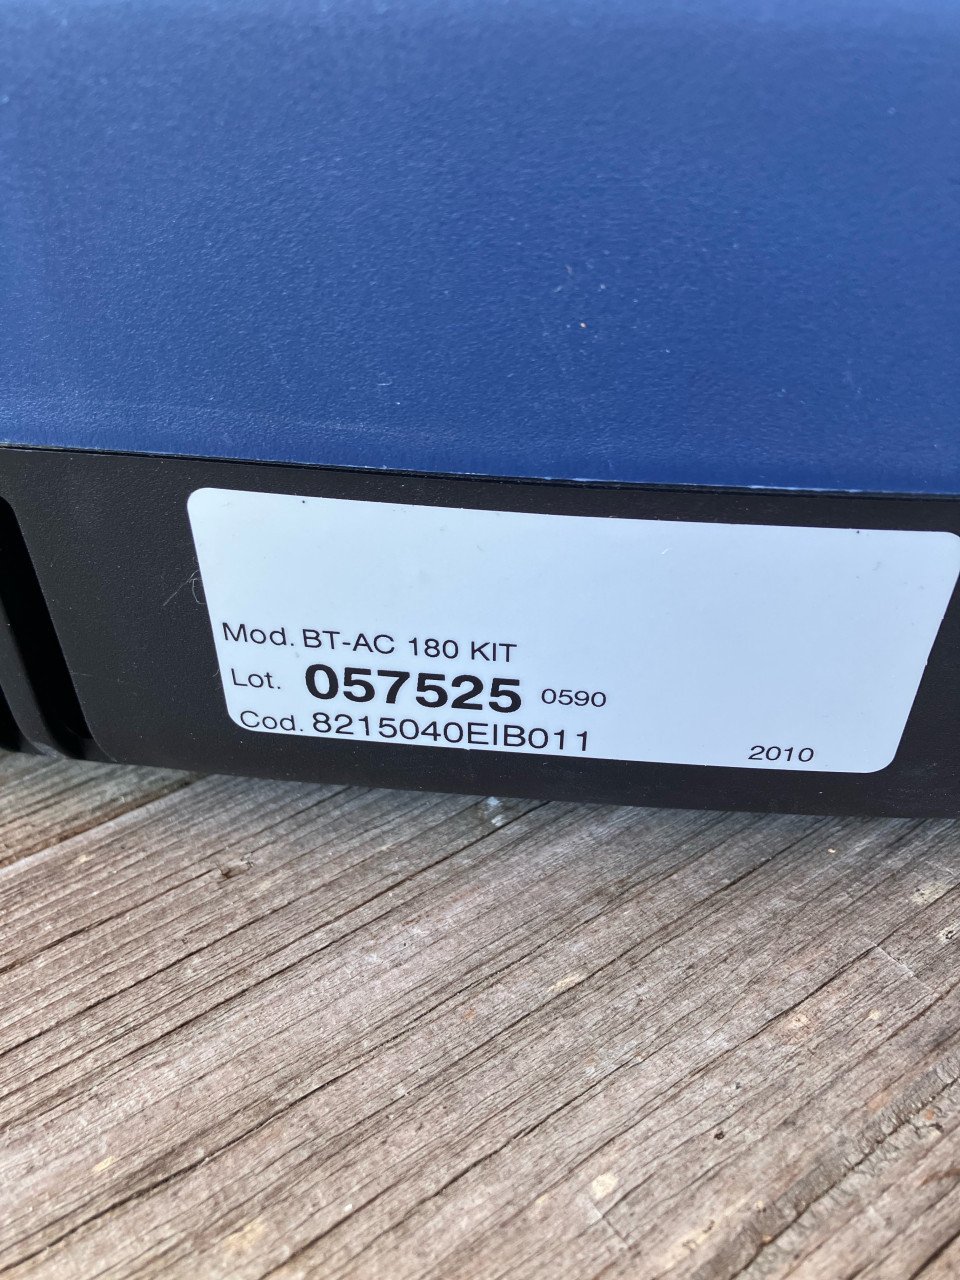 Mod. BT-AC 180 KIT
Lot. 057525 0590
Cod. 8215040EIB011
2010